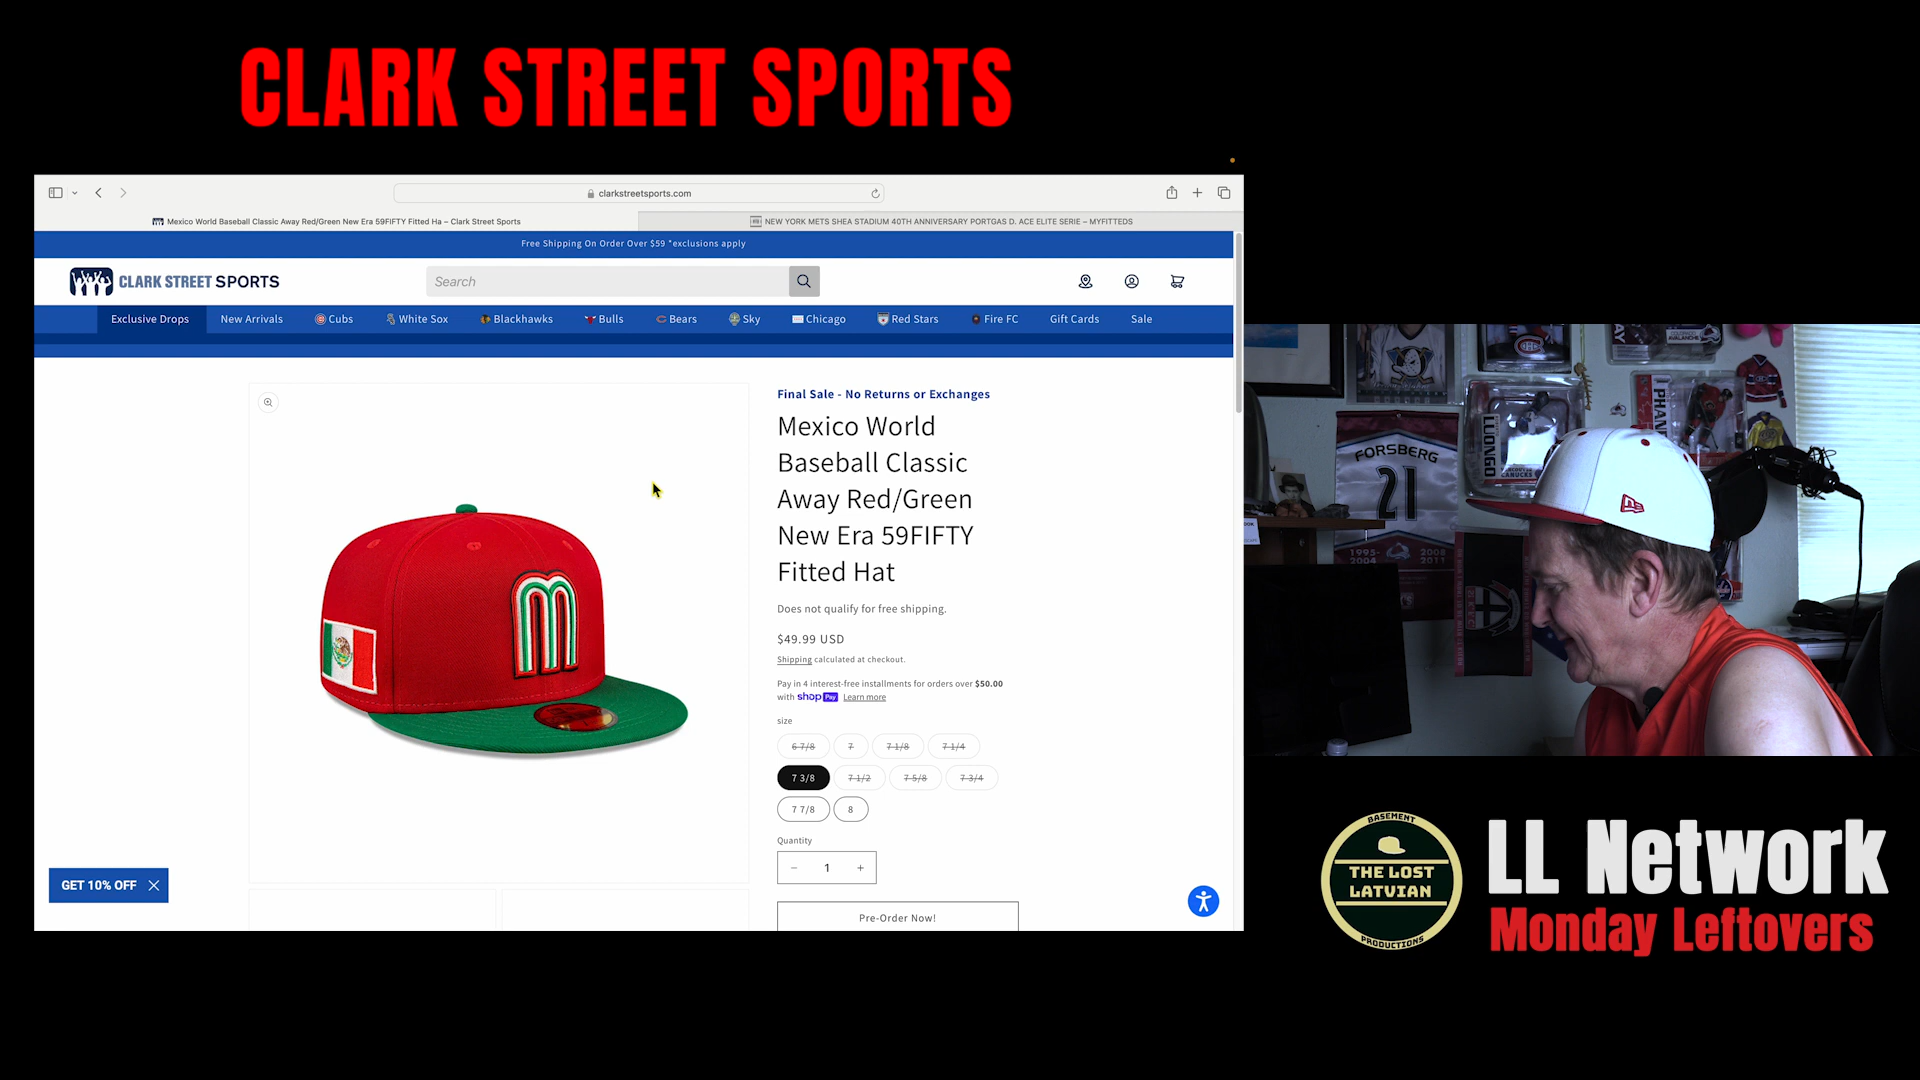 CLARK STREET SPORTS
clarkstreetsports.com
Mexico World Baseball Classic Away Red/Green New Era 59FIFTY Fitted Ha – Clark Street Sports
NEW YORK METS SHEA STADIUM 40TH ANNIVERSARY PORTGAS D. ACE ELITE SERIE – MYFITTEDS
Free Shipping On Order Over $59 *exclusions apply
CLARK STREET SPORTS
Search
Exclusive Drops New Arrivals Cubs White Sox Blackhawks Bulls Bears Sky Chicago Red Stars Fire FC Gift Cards Sale
Final Sale - No Returns or Exchanges
Mexico World
Baseball Classic
Away Red/Green
New Era 59FIFTY
Fitted Hat
Does not qualify for free shipping.
$49.99 USD
Shipping calculated at checkout.
Pay in 4 interest-free installments for orders over $50.00
with shop Pay Learn more
size
6 7/8 7 7 1/8 7 1/4
7 3/8 7 1/2 7 5/8 7 3/4
7 7/8 8
Quantity
− 1 +
Pre-Order Now!
GET 10% OFF
FORSBERG
21
1995-
2004
2008
2011
LUONGO
PHAN
BASEMENT
THE LOST
LATVIAN
PRODUCTIONS
LL Network
Monday Leftovers